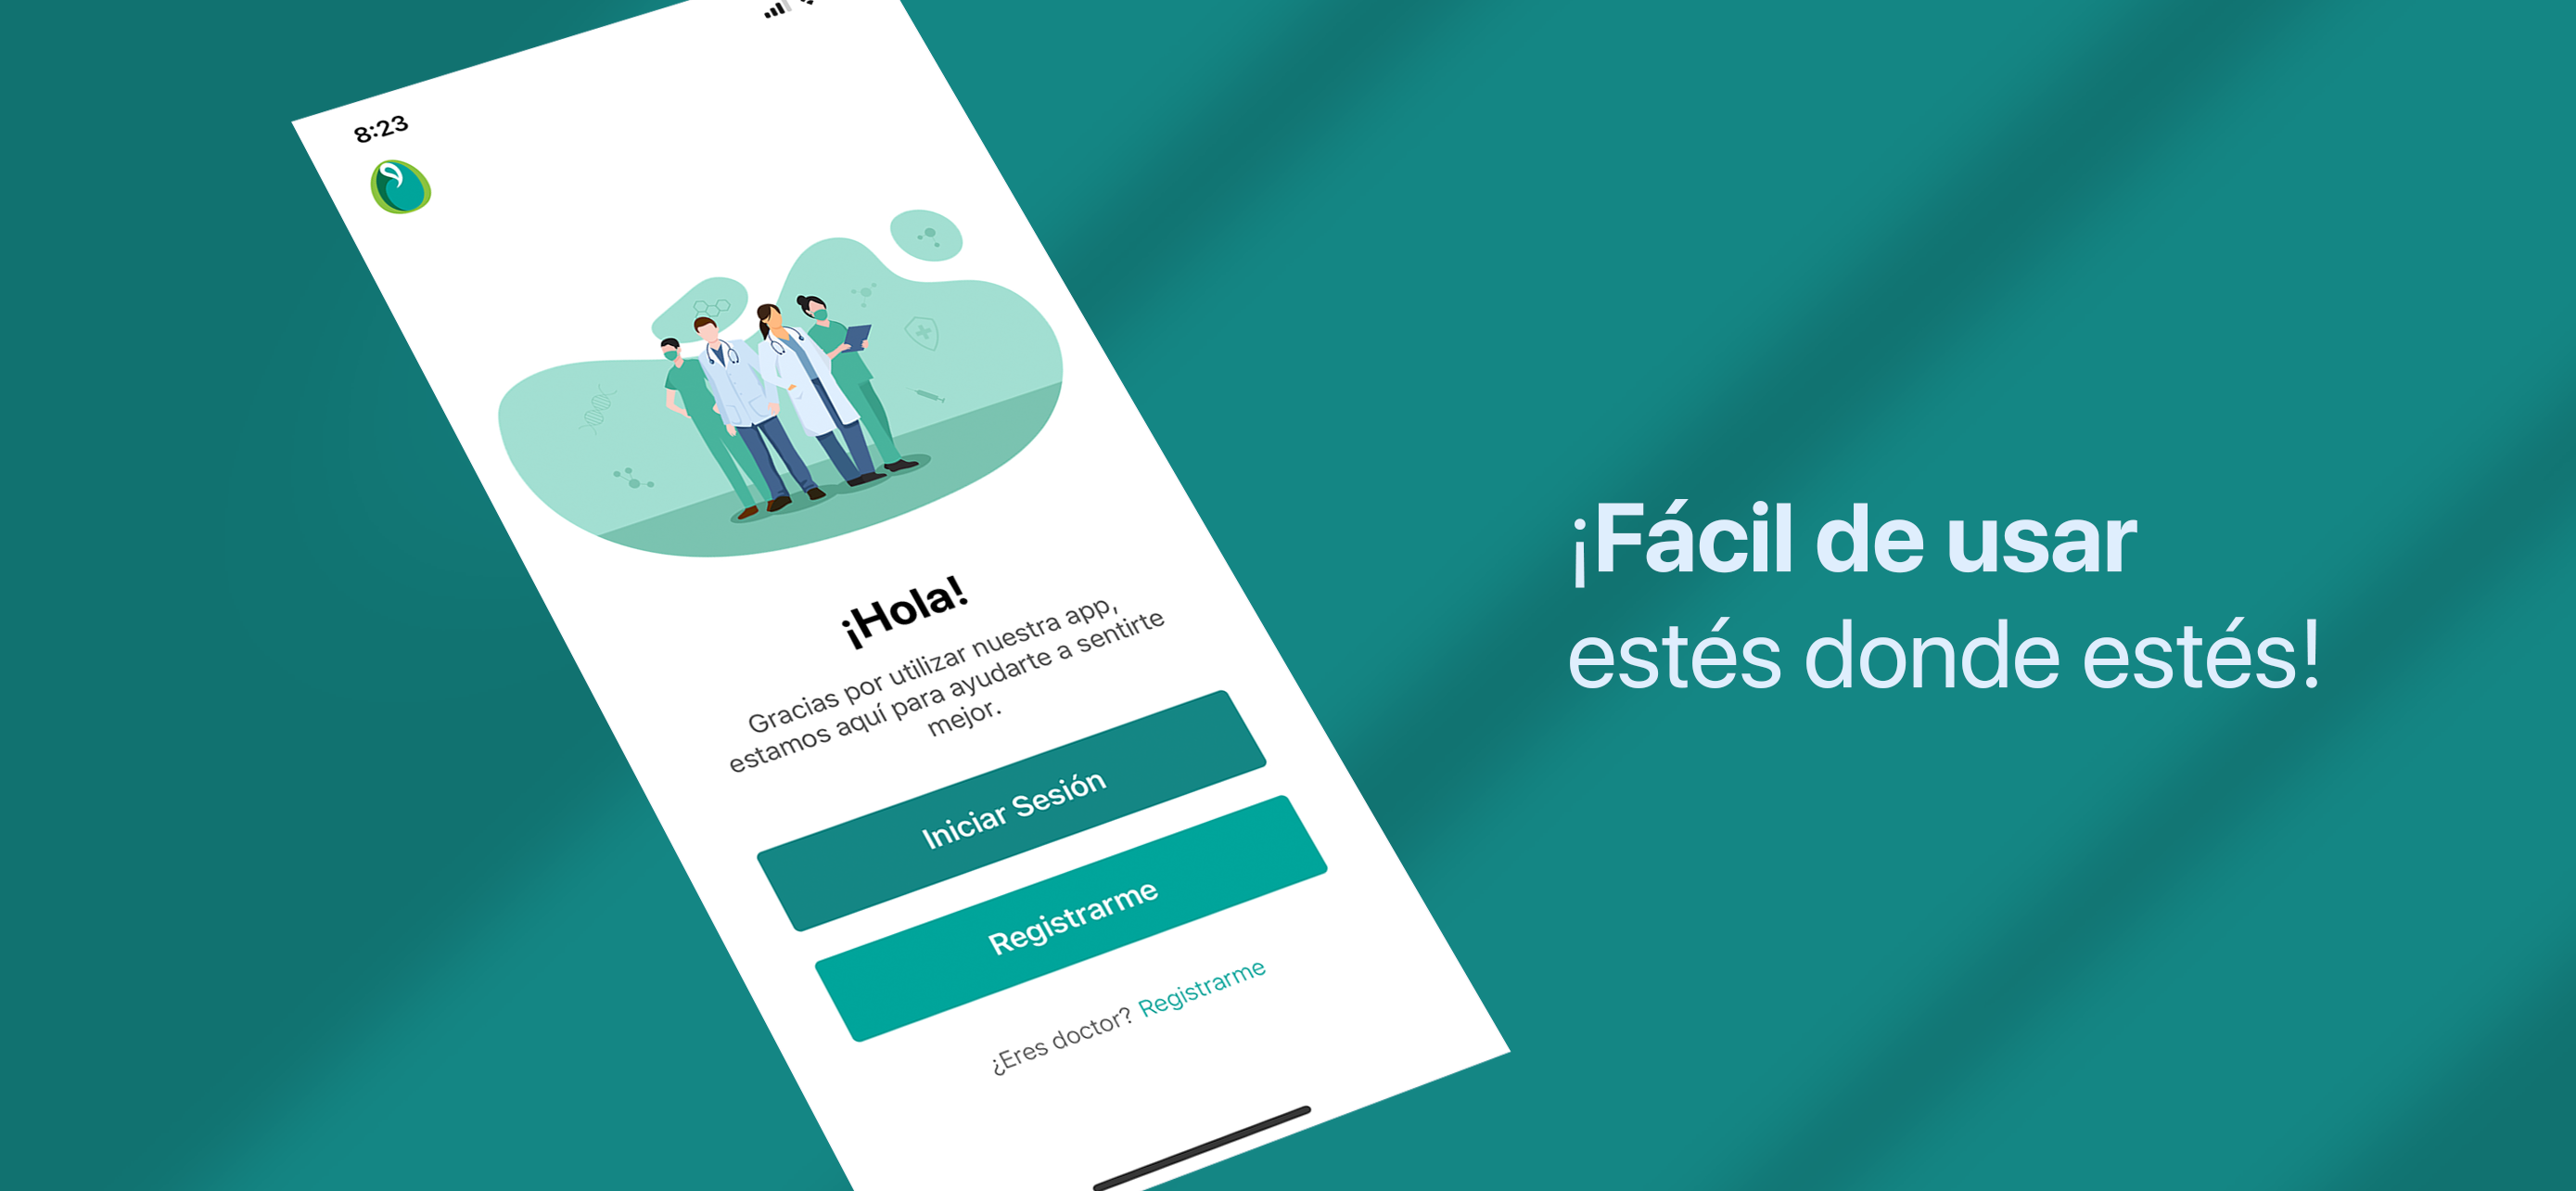 8:23
¡Hola!
Gracias por utilizar nuestra app,
estamos aquí para ayudarte a sentirte
mejor.
Iniciar Sesión
Registrarme
¿Eres doctor? Registrarme
¡Fácil de usar
estés donde estés!